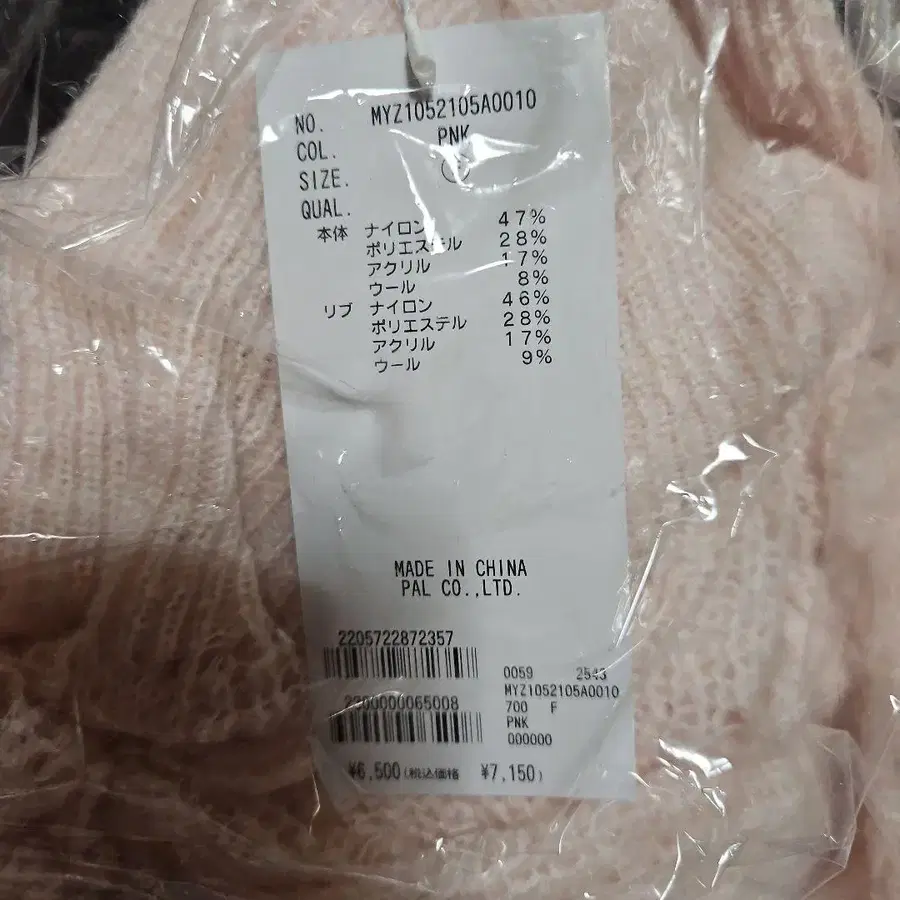 NO. MYZ1052105A0010
COL. PNK
SIZE.
QUAL.
本体 ナイロン 47%
ポリエステル 28%
アクリル 17%
ウール 8%
リブ ナイロン 46%
ポリエステル 28%
アクリル 17%
ウール 9%
MADE IN CHINA
PAL CO.,LTD.
2205722872357
0059 2543
MYZ1052105A0010
2300000065008
700 F
PNK
000000
¥6,500(税込価格 ¥7,150)